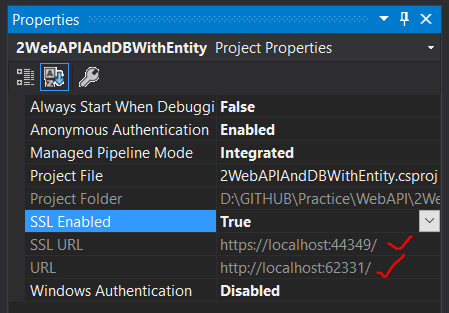 Properties
2WebAPIAndDBWithEntity Project Properties
Always Start When Debuggi False
Anonymous Authentication Enabled
Managed Pipeline Mode Integrated
Project File 2WebAPIAndDBWithEntity.csproj
Project Folder D:\GITHUB\Practice\WebAPI\2We
SSL Enabled True
SSL URL https://localhost:44349/
URL http://localhost:62331/
Windows Authentication Disabled